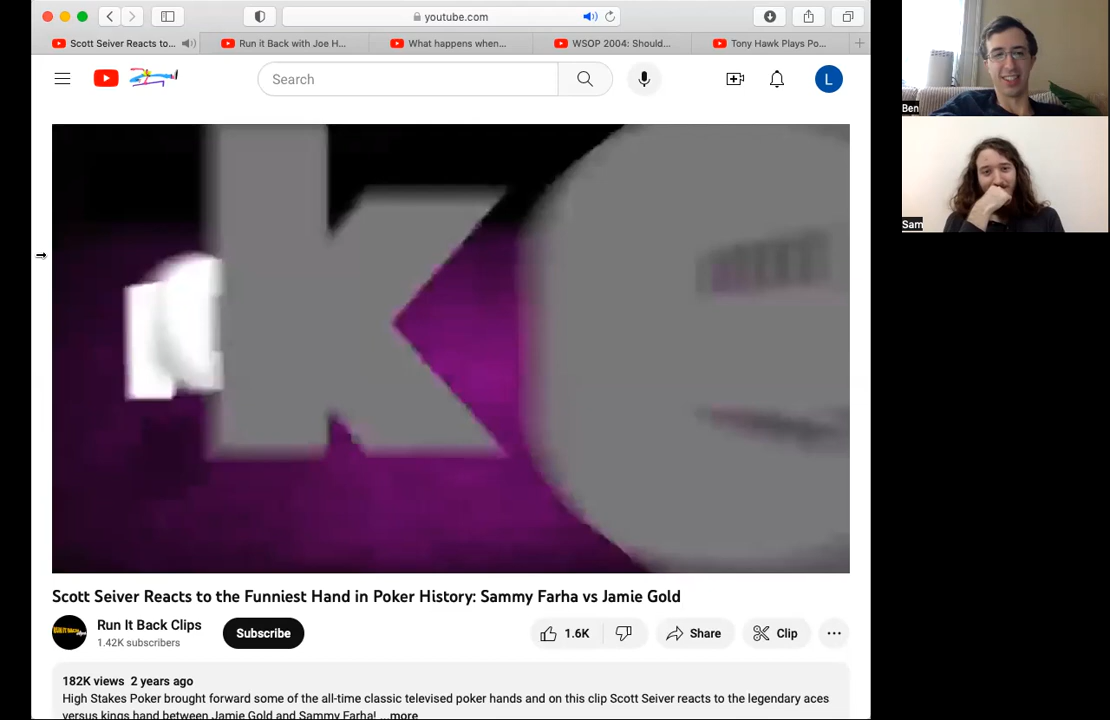 youtube.com
Scott Seiver Reacts to...
Run it Back with Joe H...
What happens when...
WSOP 2004: Should...
Tony Hawk Plays Po...
Search
L
Ben
Sam
k
Scott Seiver Reacts to the Funniest Hand in Poker History: Sammy Farha vs Jamie Gold
Run It Back Clips
1.42K subscribers
Subscribe
1.6K
Share
Clip
182K views 2 years ago
High Stakes Poker brought forward some of the all-time classic televised poker hands and on this clip Scott Seiver reacts to the legendary aces
versus kings hand between Jamie Gold and Sammy Farha! ...more